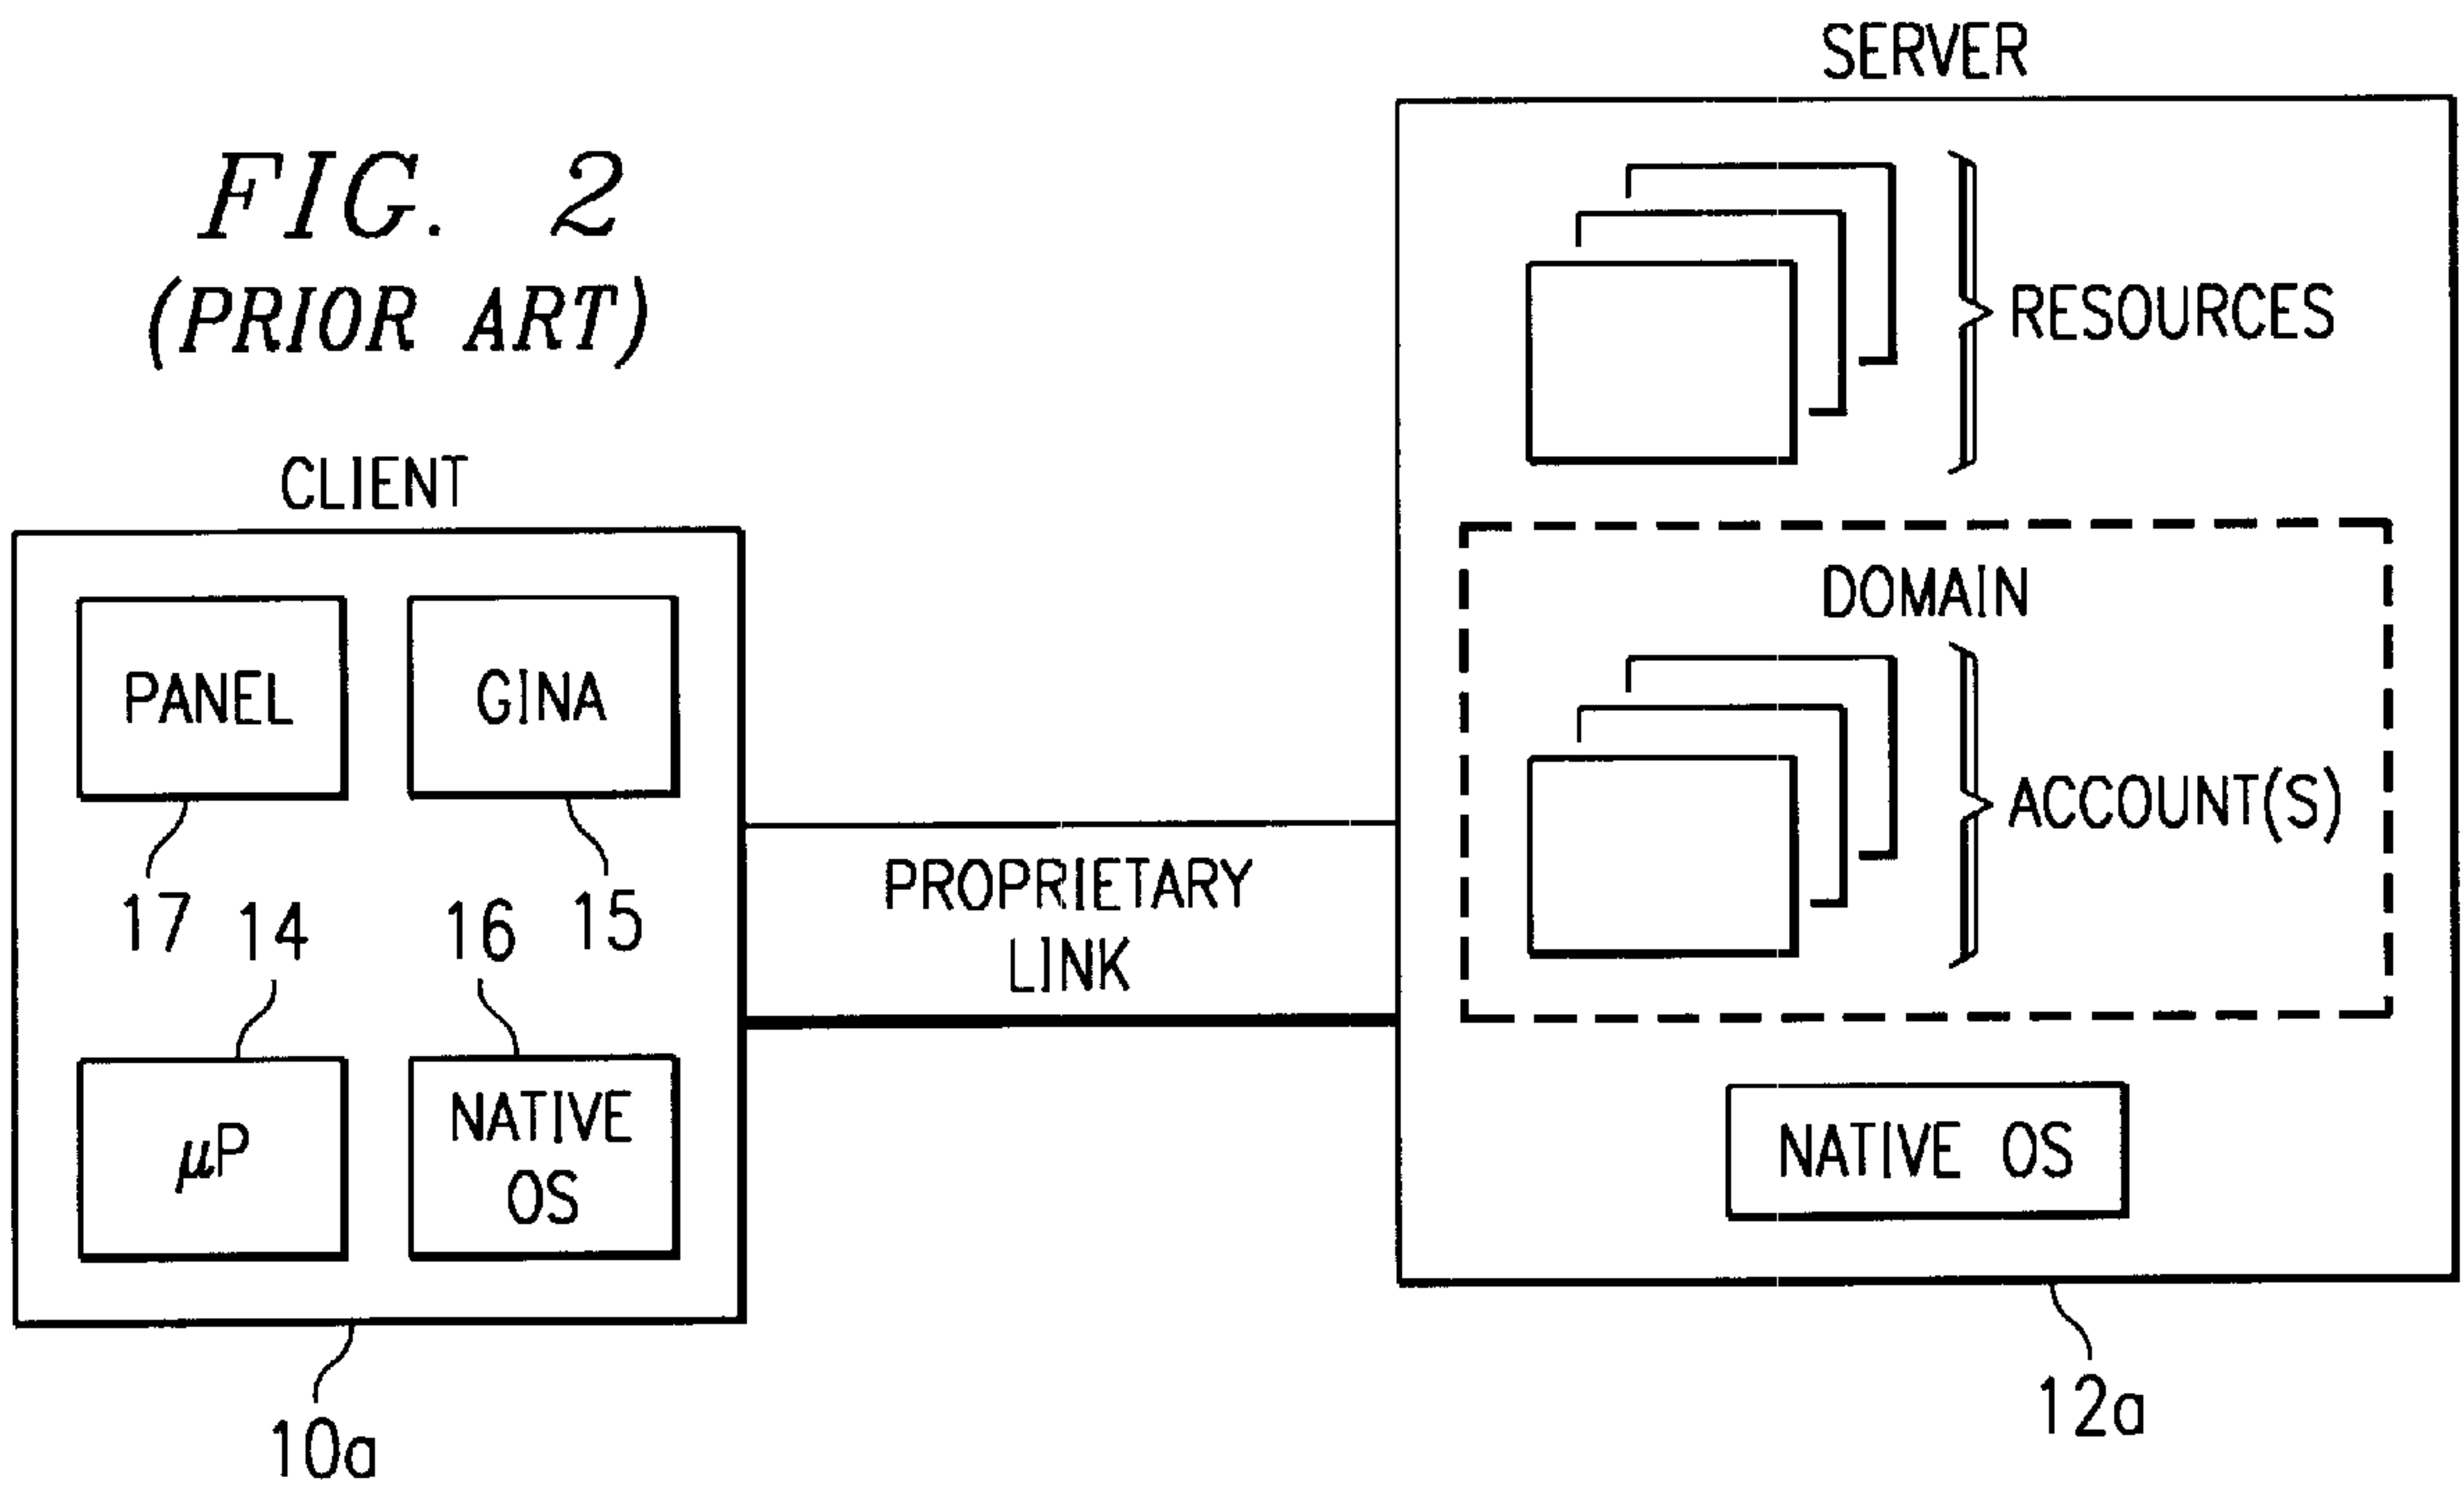 FIG. 2
(PRIOR ART)
CLIENT
PANEL
GINA
17
14
16
15
μP
NATIVE
OS
10a
PROPRIETARY
LINK
SERVER
RESOURCES
DOMAIN
ACCOUNT(S)
NATIVE OS
12a